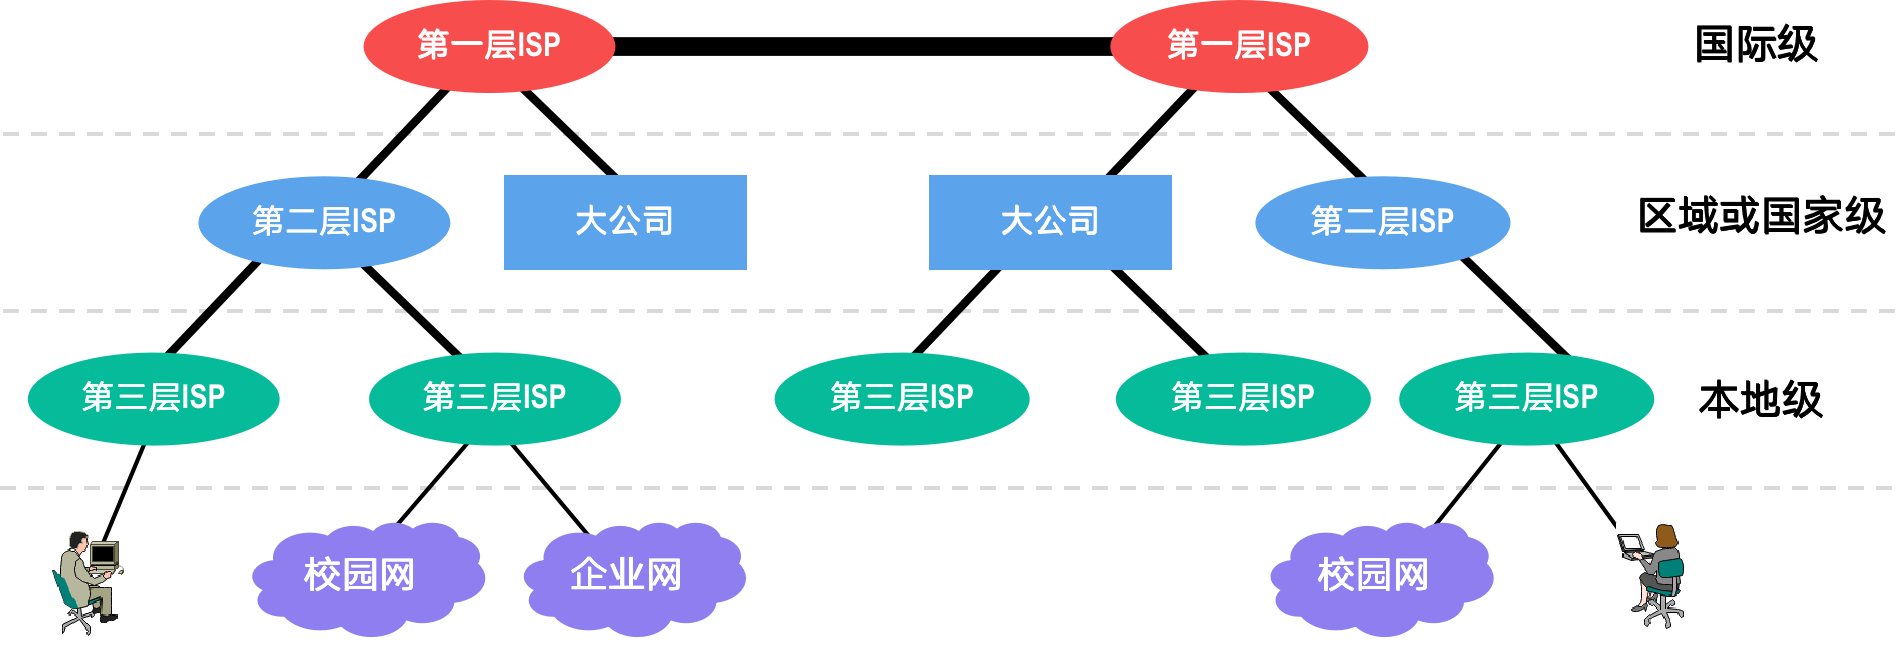 第一层ISP
第一层ISP
国际级
第二层ISP
大公司
大公司
第二层ISP
区域或国家级
第三层ISP
第三层ISP
第三层ISP
第三层ISP
第三层ISP
本地级
校园网
企业网
校园网